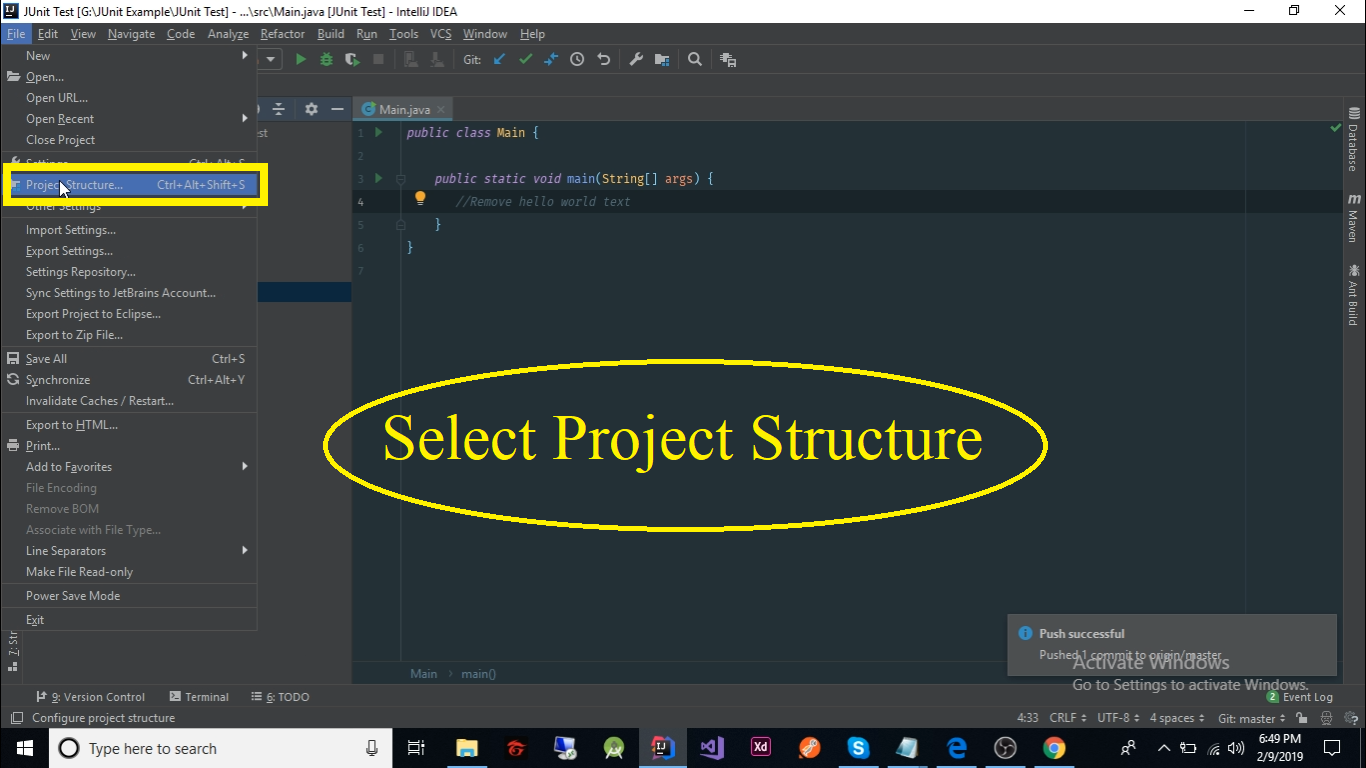 JUnit Test [G:\JUnit Example\JUnit Test] - ...\src\Main.java [JUnit Test] - IntelliJ IDEA
File Edit View Navigate Code Analyze Refactor Build Run Tools VCS Window Help
New
Git:
Open...
Open URL...
Open Recent
Close Project
Main.java
Settings... Ctrl+Alt+S
Project Structure... Ctrl+Alt+Shift+S
Other Settings
Import Settings...
Export Settings...
Settings Repository...
Sync Settings to JetBrains Account...
Export Project to Eclipse...
Export to Zip File...
Save All Ctrl+S
Synchronize Ctrl+Alt+Y
Invalidate Caches / Restart...
Export to HTML...
Print...
Add to Favorites
File Encoding
Remove BOM
Associate with File Type...
Line Separators
Make File Read-only
Power Save Mode
Exit
1 public class Main {
2
3 public static void main(String[] args) {
4 //Remove hello world text
5 }
6 }
7
Select Project Structure
Database
Maven
Ant Build
Push successful
Pushed 1 commit to origin/master
Activate Windows
Go to Settings to activate Windows.
Main > main()
9: Version Control Terminal 6: TODO
2 Event Log
Configure project structure
4:33 CRLF UTF-8 4 spaces Git: master
Type here to search
6:49 PM
2/9/2019